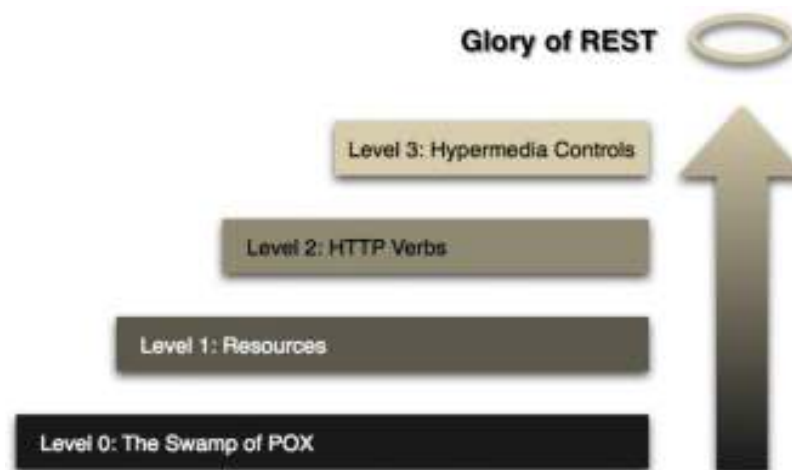 Glory of REST
Level 3: Hypermedia Controls
Level 2: HTTP Verbs
Level 1: Resources
Level 0: The Swamp of POX